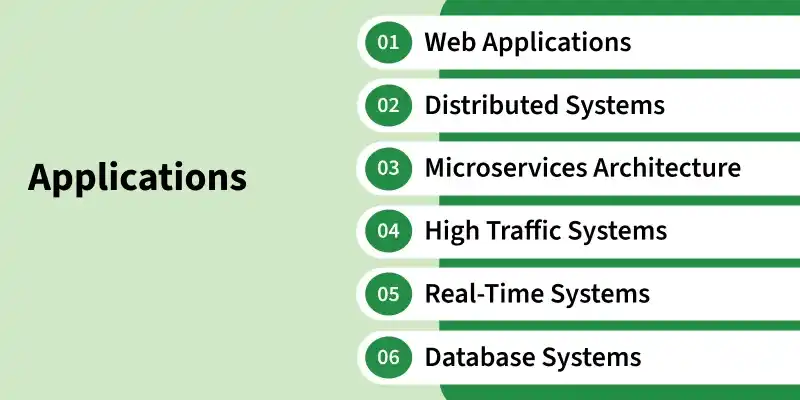 Applications
01 Web Applications
02 Distributed Systems
03 Microservices Architecture
04 High Traffic Systems
05 Real-Time Systems
06 Database Systems